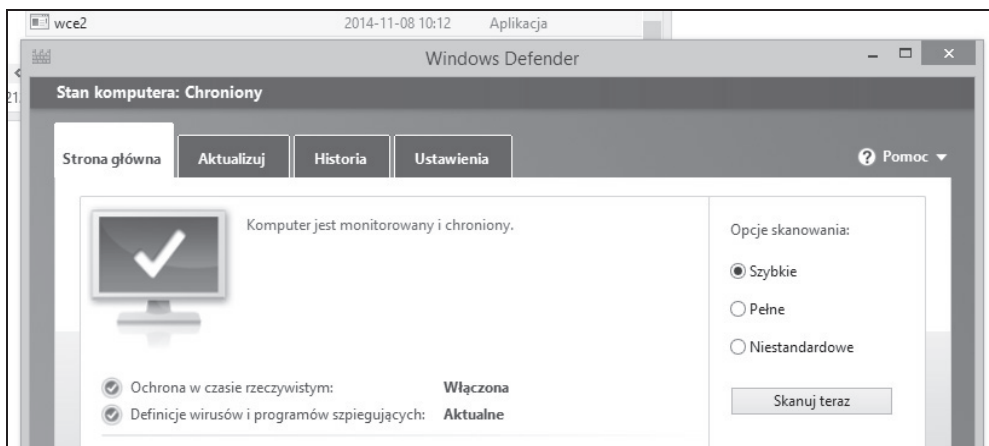 wce2 2014-11-08 10:12 Aplikacja
Windows Defender
21
Stan komputera: Chroniony
Strona główna Aktualizuj Historia Ustawienia Pomoc
Komputer jest monitorowany i chroniony.
Opcje skanowania:
Szybkie
Pełne
Niestandardowe
Ochrona w czasie rzeczywistym: Włączona
Definicje wirusów i programów szpiegujących: Aktualne
Skanuj teraz